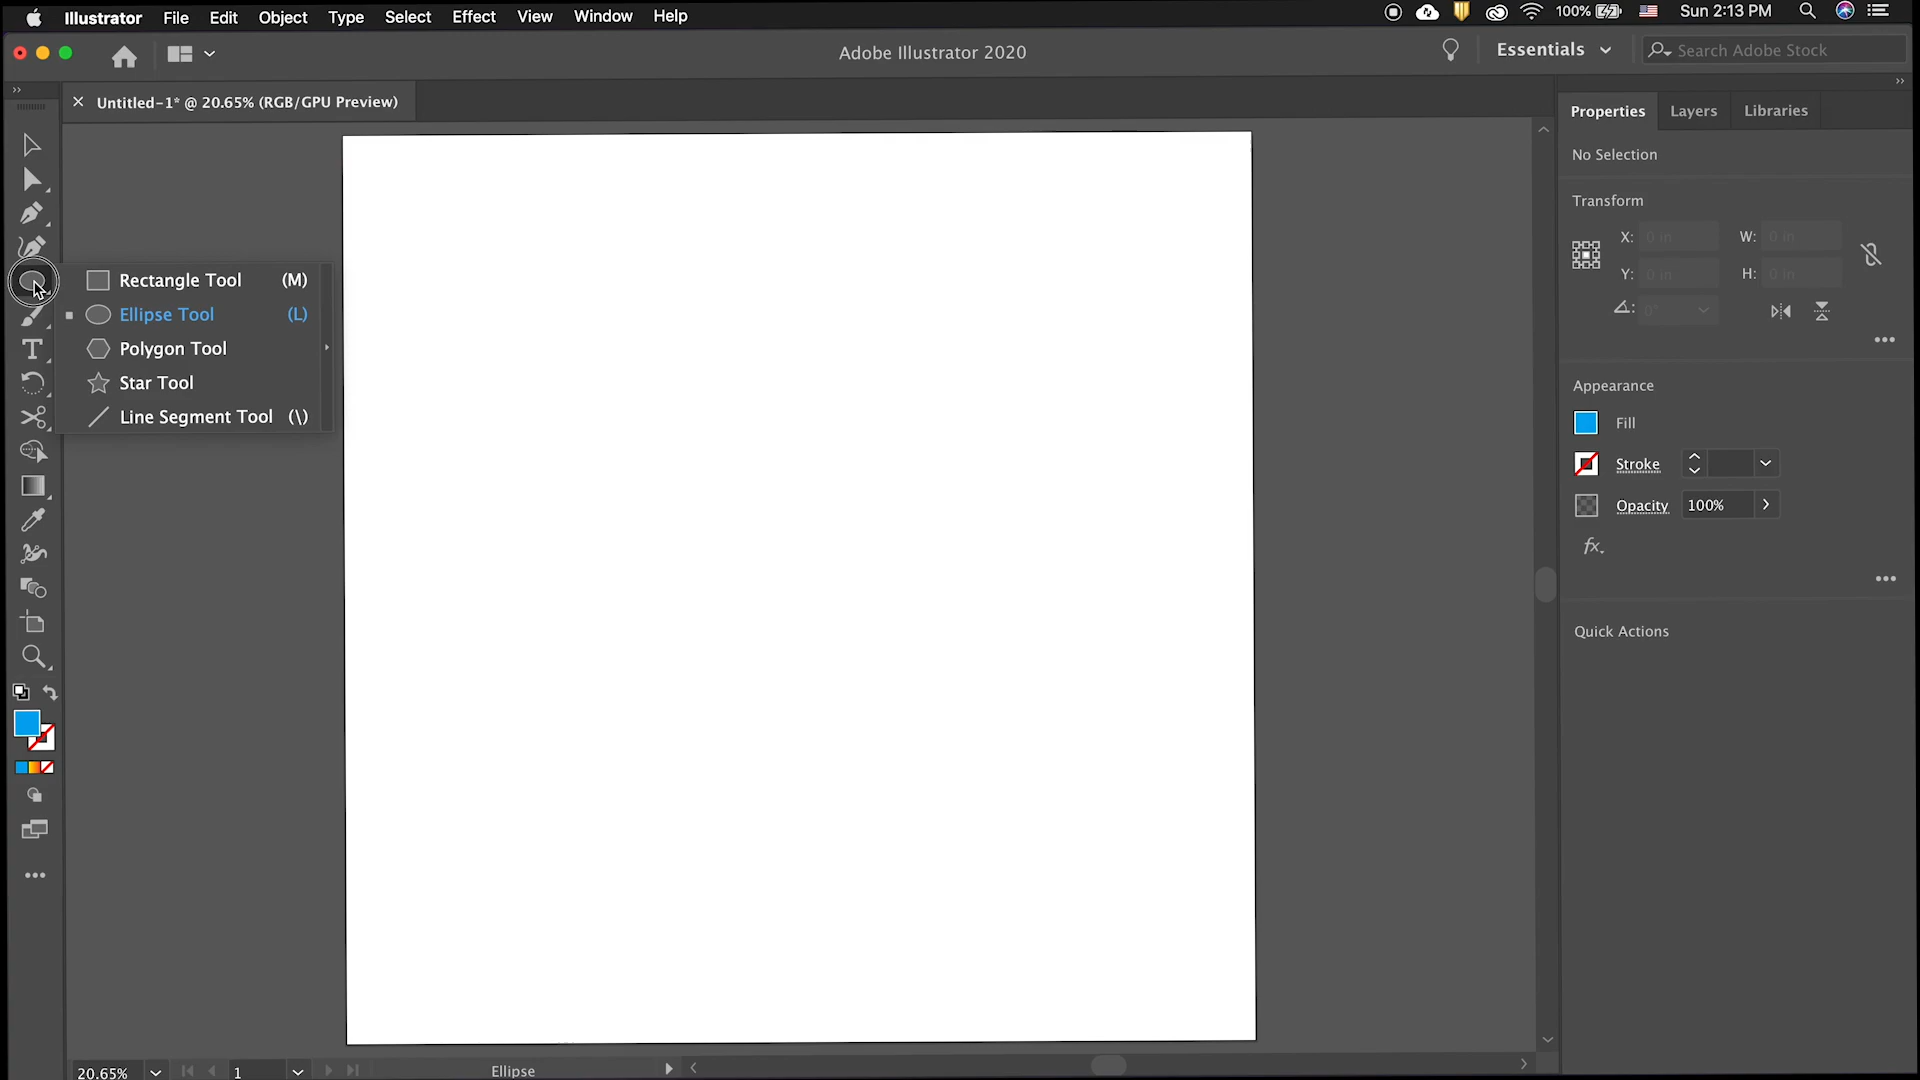 Illustrator File Edit Object Type Select Effect View Window Help 100% Sun 2:13 PM
Adobe Illustrator 2020 Essentials Search Adobe Stock
Untitled-1* @ 20.65% (RGB/GPU Preview)
Properties Layers Libraries
No Selection
Transform
X: 0 in W: 0 in
Y: 0 in H: 0 in
0°
Rectangle Tool (M)
Ellipse Tool (L)
Polygon Tool
Star Tool
Line Segment Tool (\)
Appearance
Fill
Stroke
Opacity 100%
fx
Quick Actions
20.65% 1 Ellipse